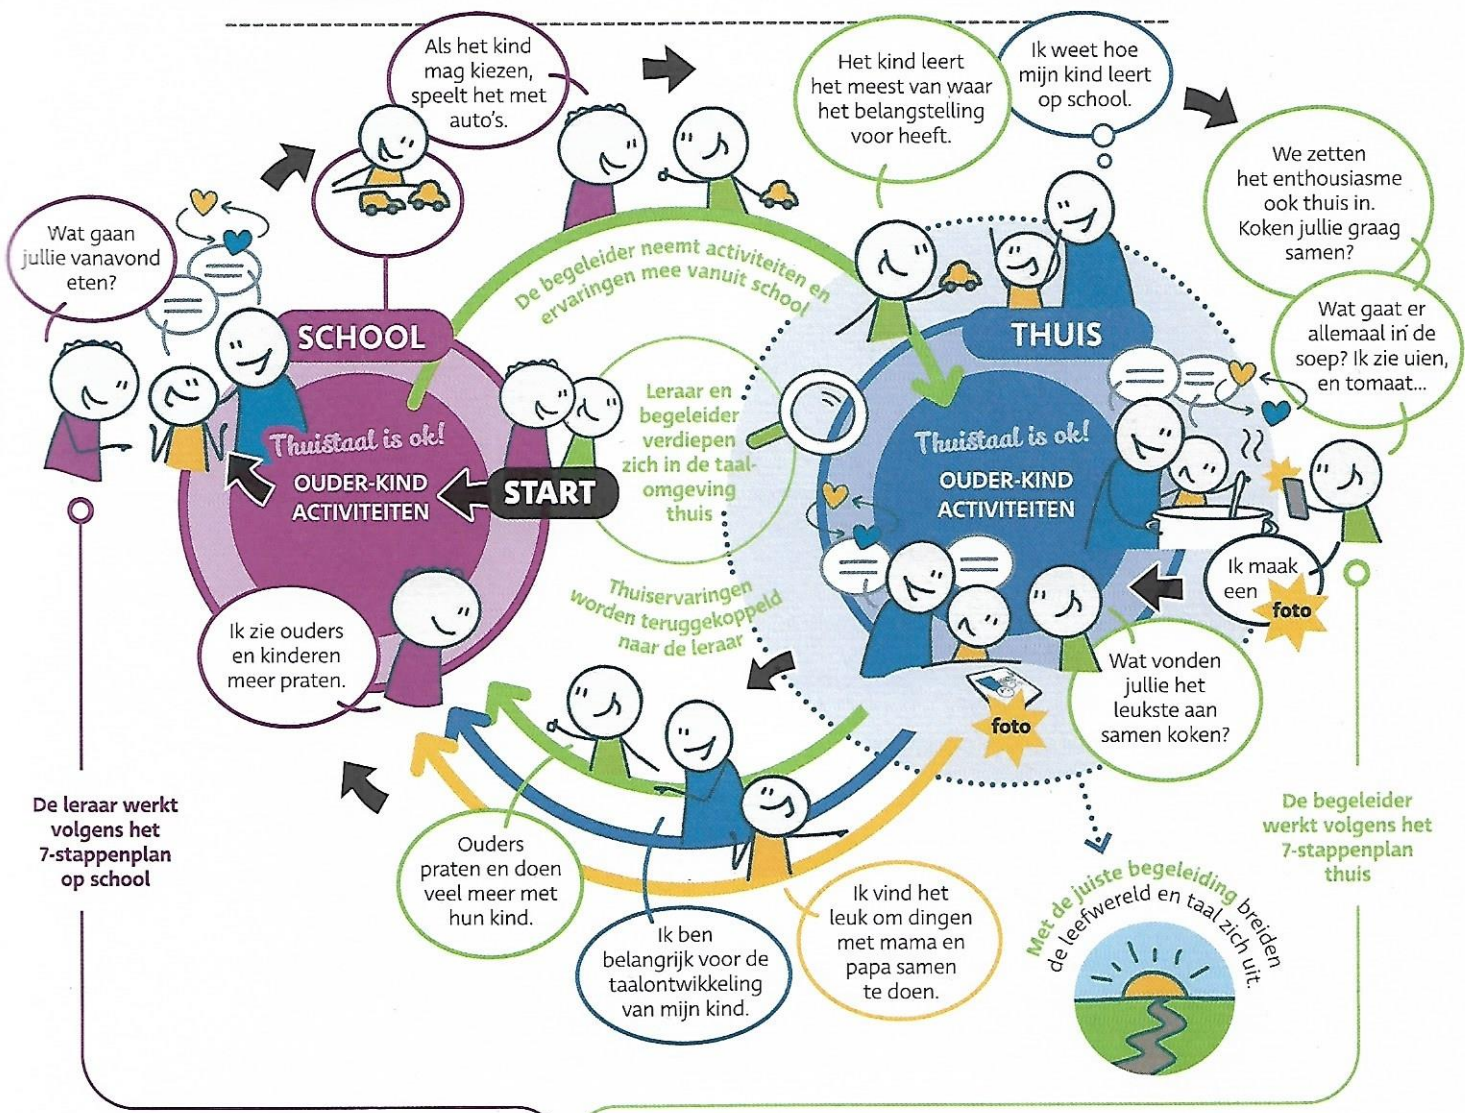 Als het kind
mag kiezen,
speelt het met
auto's.
Het kind leert
het meest van waar
het belangstelling
voor heeft.
Ik weet hoe
mijn kind leert
op school.
We zetten
het enthousiasme
ook thuis in.
Koken jullie graag
samen?
Wat gaat er
allemaal in de
soep? Ik zie uien,
en tomaat...
Wat gaan
jullie vanavond
eten?
De begeleider neemt activiteiten en
ervaringen mee vanuit school
SCHOOL
Thuistaal is ok!
OUDER-KIND
ACTIVITEITEN
START
Leraar en
begeleider
verdiepen
zich in de taal-
omgeving
thuis
THUIS
Thuistaal is ok!
OUDER-KIND
ACTIVITEITEN
Ik maak
een
foto
Thuiservaringen
worden teruggekoppeld
naar de leraar
Ik zie ouders
en kinderen
meer praten.
Wat vonden
jullie het
leukste aan
samen koken?
foto
De leraar werkt
volgens het
7-stappenplan
op school
Ouders
praten en doen
veel meer met
hun kind.
Ik ben
belangrijk voor de
taalontwikkeling
van mijn kind.
Ik vind het
leuk om dingen
met mama en
papa samen
te doen.
Met de juiste begeleiding breiden
de leefwereld en taal zich uit.
De begeleider
werkt volgens het
7-stappenplan
thuis